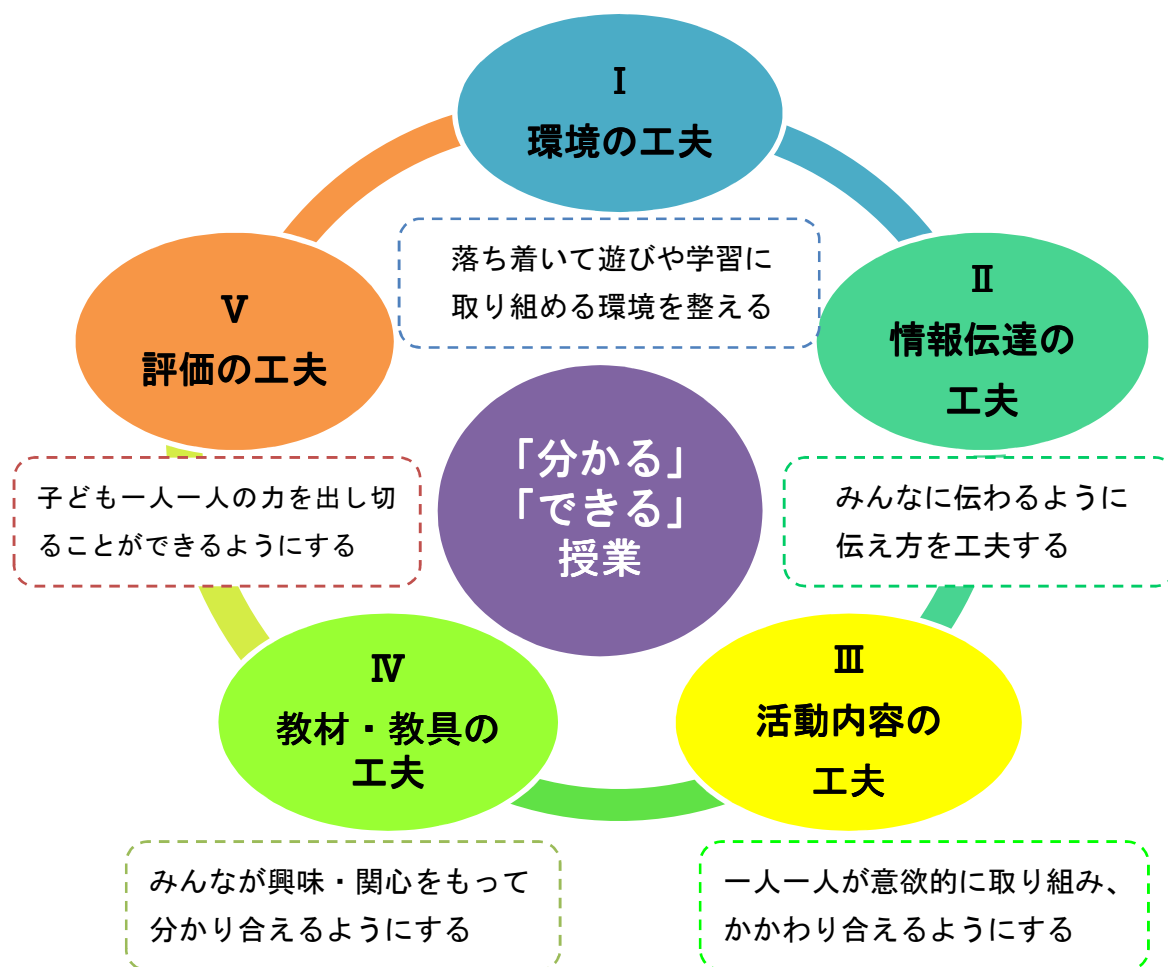 Ⅰ
環境の工夫
落ち着いて遊びや学習に
取り組める環境を整える
Ⅱ
情報伝達の
工夫
みんなに伝わるように
伝え方を工夫する
Ⅲ
活動内容の
工夫
一人一人が意欲的に取り組み、
かかわり合えるようにする
Ⅳ
教材・教具の
工夫
みんなが興味・関心をもって
分かり合えるようにする
Ⅴ
評価の工夫
子ども一人一人の力を出し切
ることができるようにする
「分かる」
「できる」
授業